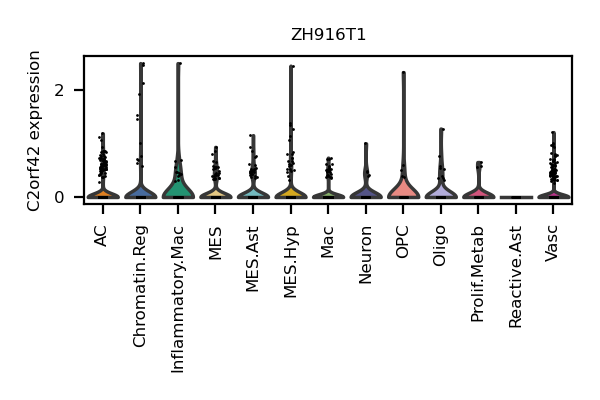 ZH916T1
C2orf42 expression
2
0
AC
Chromatin.Reg
Inflammatory.Mac
MES
MES.Ast
MES.Hyp
Mac
Neuron
OPC
Oligo
Prolif.Metab
Reactive.Ast
Vasc